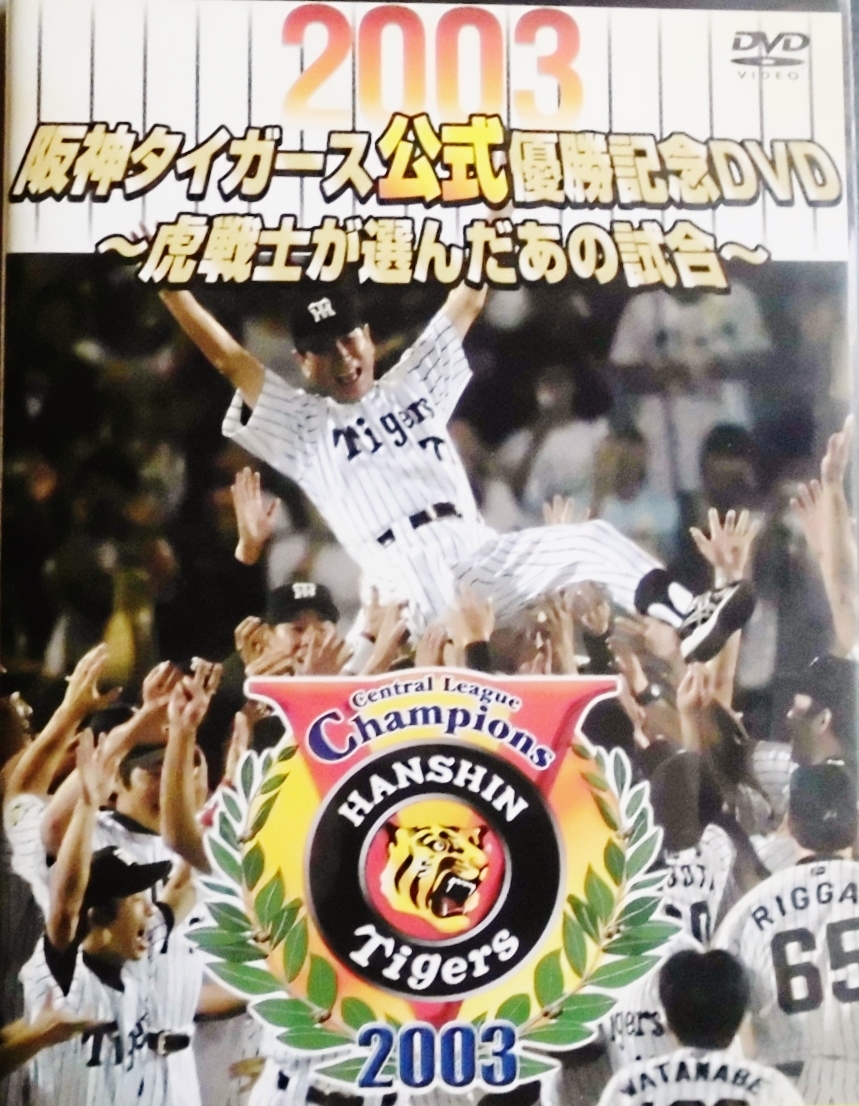 2003
DVD
VIDEO
阪神タイガース公式優勝記念DVD
～虎戦士が選んだあの試合～
Tigers
7
Central League
Champions
HANSHIN
Tigers
2003
RIGGA
65
WATANABE